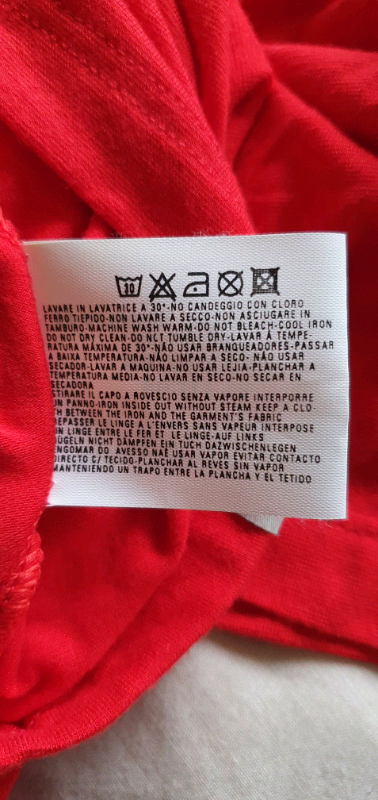 30
LAVARE IN LAVATRICE A 30°-NO CANDEGGIO CON CLORO
FERRO TIEPIDO-NON LAVARE A SECCO-NON ASCIUGARE IN
TAMBURO-MACHINE WASH WARM-DO NOT BLEACH-COOL IRON
DO NOT DRY CLEAN-DO NCT TUMBLE DRY-LAVAR Á TEMPE-
RATURA MÁXIMA DE 30°-NÃO USAR BRANQUEADORES-PASSAR
A BAIXA TEMPERATURA-NÃO LIMPAR A SECO- NÃO USAR
SECADOR-LAVAR A MAQUINA-NO USAR LEJIA-PLANCHAR A
TEMPERATURA MEDIA-NO LAVAR EN SECO-NO SECAR EN
SECADORA
STIRARE IL CAPO A ROVESCIO SENZA VAPORE INTERPORRE
UN PANNO-IRON INSIDE OUT WITHOUT STEAM KEEP A CLO-
TH BETWEEN THE IRON AND THE GARMENT'S FABRIC
REPASSER LE LINGE A L'ENVERS SANS VAPEUR INTERPOSE
UN LINGE ENTRE LE FER ET LE LINGE-AUF LINKS
BÜGELN NICHT DAMPFEN EIN TUCH DAZWISCHENLEGEN
ENGOMAR DO AVESSO NAE USAR VAPOR EVITAR CONTACTO
DIRECTO C/ TECIDO-PLANCHAR AL REVES SIN VAPOR
MANTENIENDO UN TRAPO ENTRE LA PLANCHA Y EL TETIDO